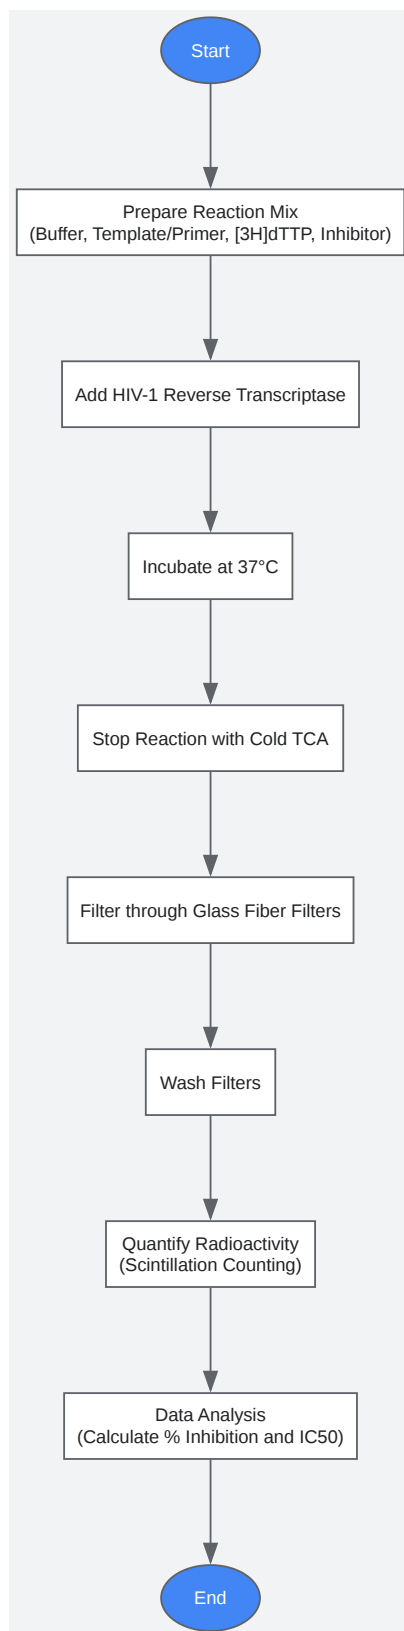 Start
Prepare Reaction Mix
(Buffer, Template/Primer, [3H]dTTP, Inhibitor)
Add HIV-1 Reverse Transcriptase
Incubate at 37°C
Stop Reaction with Cold TCA
Filter through Glass Fiber Filters
Wash Filters
Quantify Radioactivity
(Scintillation Counting)
Data Analysis
(Calculate % Inhibition and IC50)
End